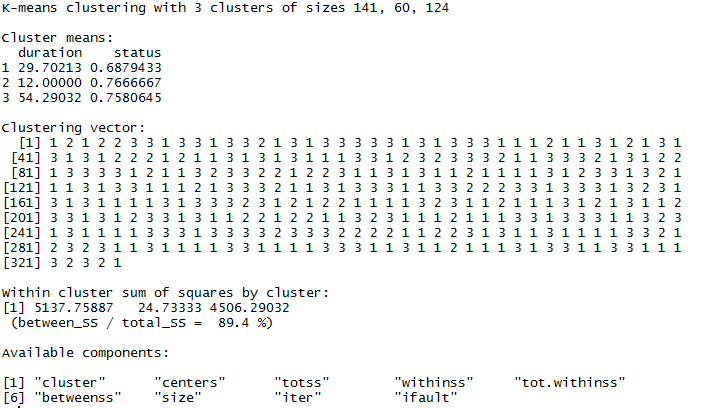 K-means clustering with 3 clusters of sizes 141, 60, 124
Cluster means:
  duration    status
1 29.70213 0.6879433
2 12.00000 0.7666667
3 54.29032 0.7580645
Clustering vector:
  [1] 1 2 1 2 2 3 3 1 3 3 1 3 3 2 1 3 1 3 3 3 3 3 1 3 1 3 3 3 1 1 1 2 1 1 3 1 2 1 3 1
 [41] 3 1 3 1 2 2 2 1 2 1 1 3 1 3 1 1 1 3 3 1 2 3 2 3 3 3 2 1 1 3 3 3 2 1 3 1 2 2
 [81] 1 3 3 3 3 1 2 1 1 3 2 3 3 2 2 1 2 2 3 1 1 3 3 1 1 1 1 3 1 2 3 3 1 3 2 1
[121] 1 1 3 1 3 3 1 1 1 2 1 3 3 3 2 1 3 3 3 3 1 1 1 3 3 2 2 2 3 3 1 3 3 3 1 3 2 3 1
[161] 3 1 3 1 1 1 1 3 3 3 2 3 1 2 1 2 2 1 1 1 1 3 2 1 1 1 3 3 1 1 3 1 2 1 3 1 1 2
[201] 3 3 1 3 1 2 3 3 1 3 1 1 2 2 1 2 2 1 1 3 2 3 1 1 1 2 1 1 3 1 3 1 3 3 3 1 1 3 2 3
[241] 1 3 1 1 1 1 3 3 3 1 3 3 3 3 2 3 3 2 2 2 2 1 1 2 2 3 1 3 1 1 3 1 1 1 1 3 3 2 1
[281] 2 3 2 3 1 1 3 1 1 1 1 3 3 1 1 1 1 3 3 3 1 1 3 1 1 2 1 1 1 3 1 3 3 1 1 3 3 1 1 1
[321] 3 2 3 2 1
Within cluster sum of squares by cluster:
[1] 5137.75887   24.73333 4506.29032
 (between_SS / total_SS =  89.4 %)
Available components:
[1] "cluster"      "centers"      "totss"        "withinss"     "tot.withinss"
[6] "betweenss"    "size"         "iter"         "ifault"